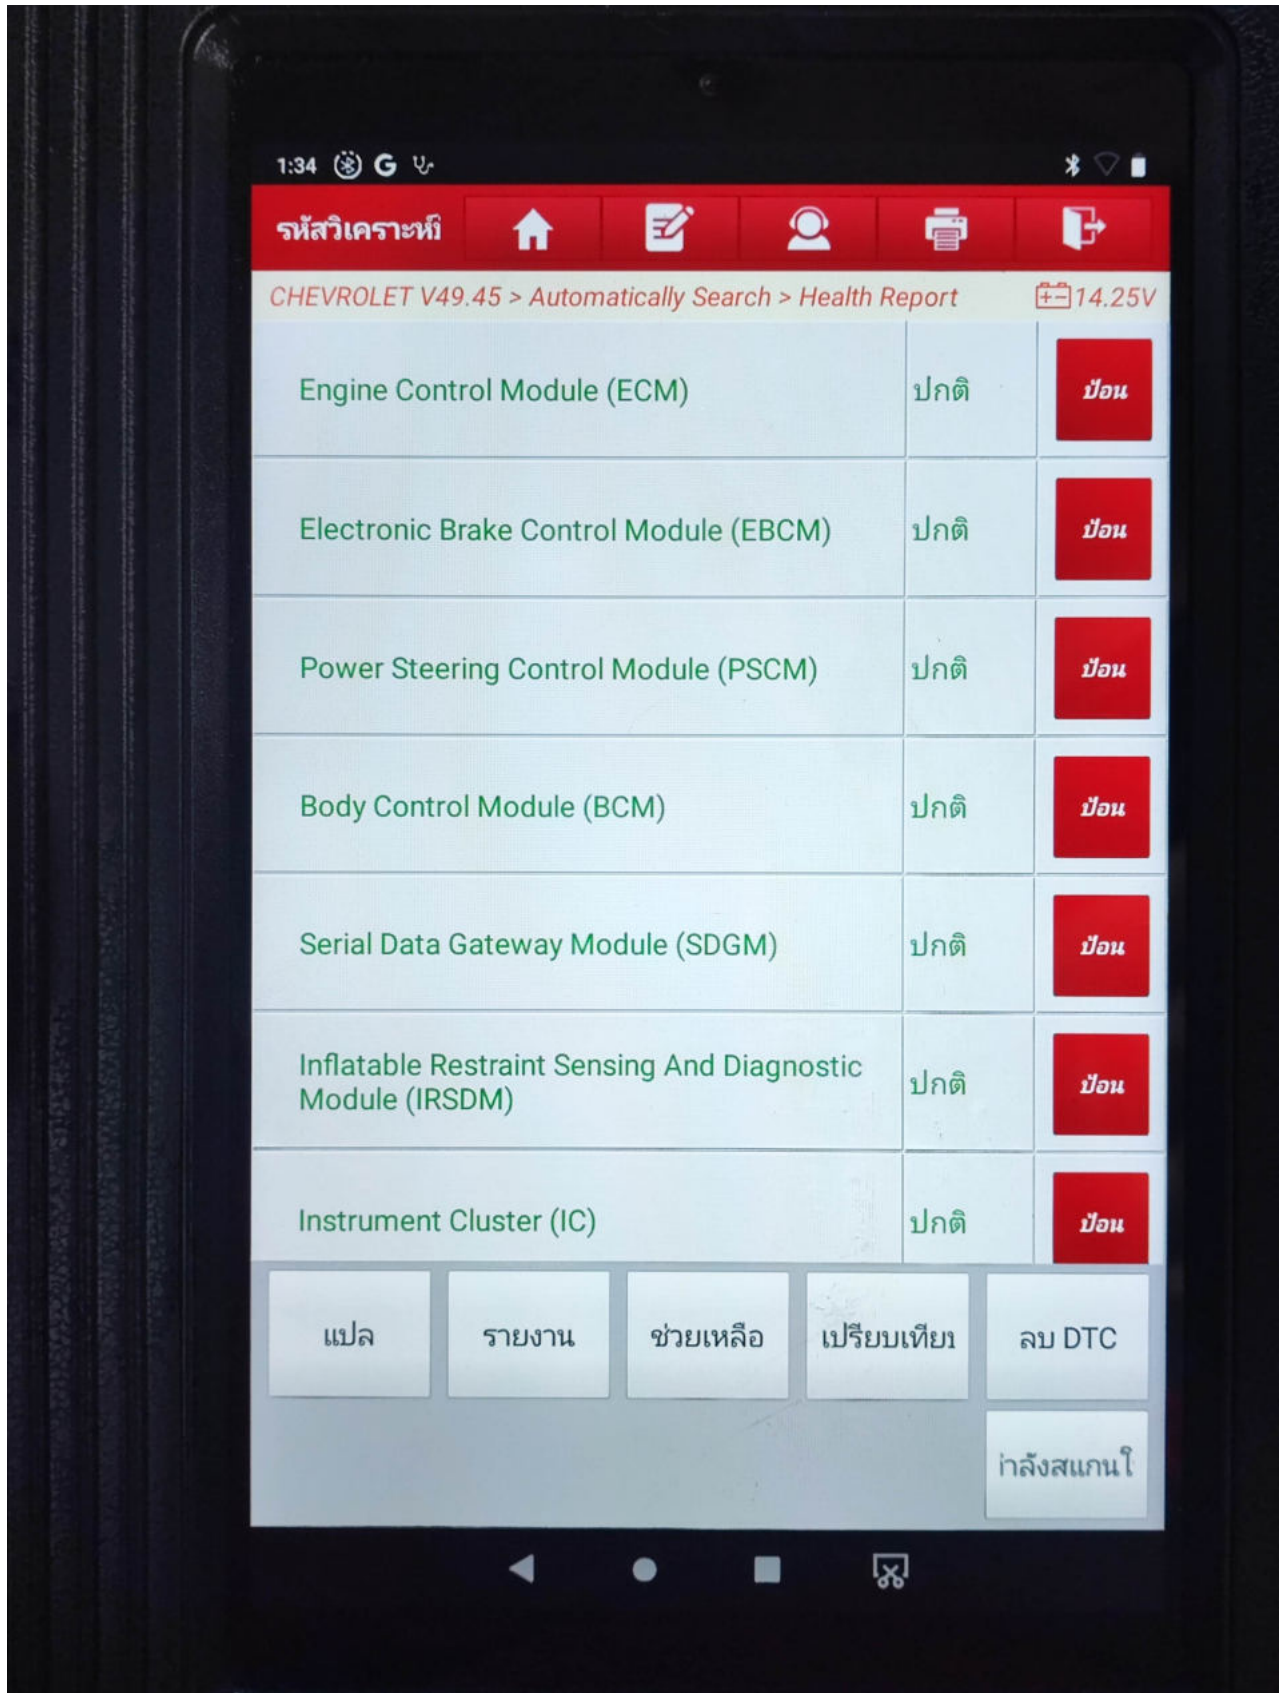 1:34
รหัสวิเคราะห์ปั
CHEVROLET V49.45 > Automatically Search > Health Report 14.25V
Engine Control Module (ECM) ปกติ ป้อน
Electronic Brake Control Module (EBCM) ปกติ ป้อน
Power Steering Control Module (PSCM) ปกติ ป้อน
Body Control Module (BCM) ปกติ ป้อน
Serial Data Gateway Module (SDGM) ปกติ ป้อน
Inflatable Restraint Sensing And Diagnostic
Module (IRSDM) ปกติ ป้อน
Instrument Cluster (IC) ปกติ ป้อน
แปล รายงาน ช่วยเหลือ เปรียบเทียบ ลบ DTC
กำลังสแกนใ